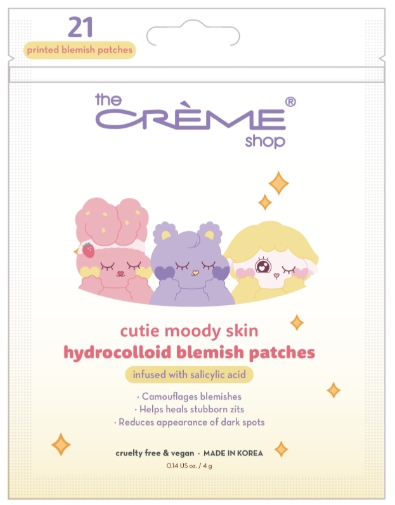 21
printed blemish patches
the
CRÈME®
shop
cutie moody skin
hydrocolloid blemish patches
infused with salicylic acid
· Camouflages blemishes
· Helps heals stubborn zits
· Reduces appearance of dark spots
cruelty free & vegan · MADE IN KOREA
0.14 US oz. / 4 g